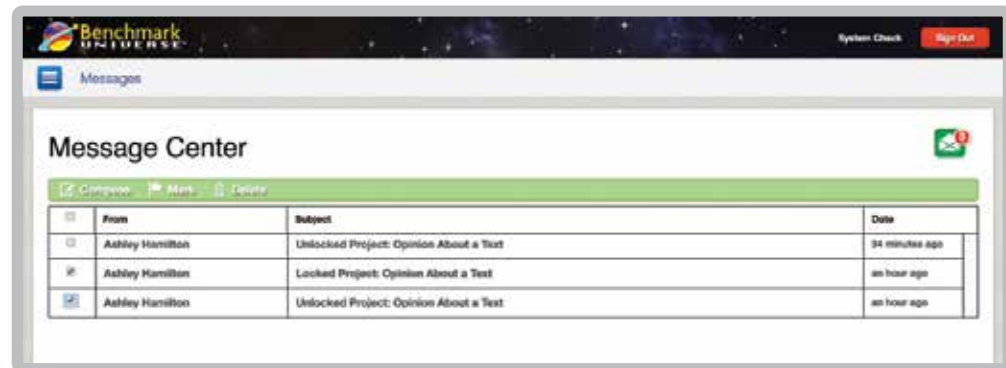 Benchmark
UNIVERSE
System Check
Sign Out
Messages
Message Center
3
Compose Mark Delete
From Subject Date
Ashley Hamilton Unlocked Project: Opinion About a Text 34 minutes ago
Ashley Hamilton Locked Project: Opinion About a Text an hour ago
Ashley Hamilton Unlocked Project: Opinion About a Text an hour ago